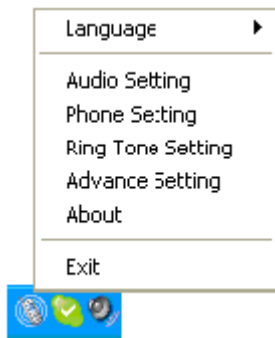 Language
Audio Setting
Phone Setting
Ring Tone Setting
Advance Setting
About
Exit